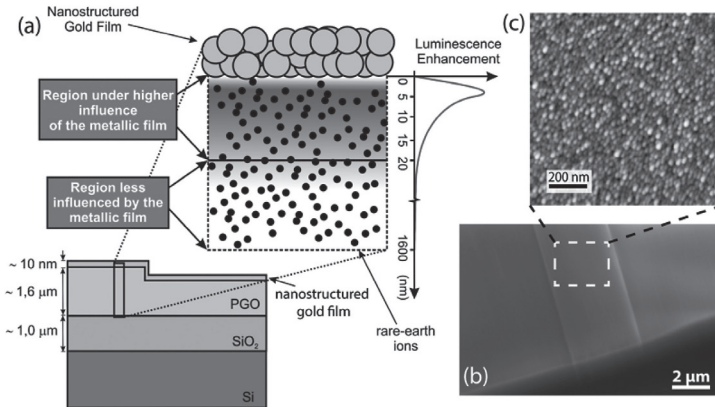 (a)
Nanostructured
Gold Film
Luminescence
Enhancement
Region under higher
influence
of the metallic film
Region less
influenced by the
metallic film
0
5
10
15
20
1600
(nm)
~ 10 nm
~ 1,6 μm
~ 1,0 μm
PGO
SiO₂
Si
nanostructured
gold film
rare-earth
ions
(c)
200 nm
(b)
2 μm